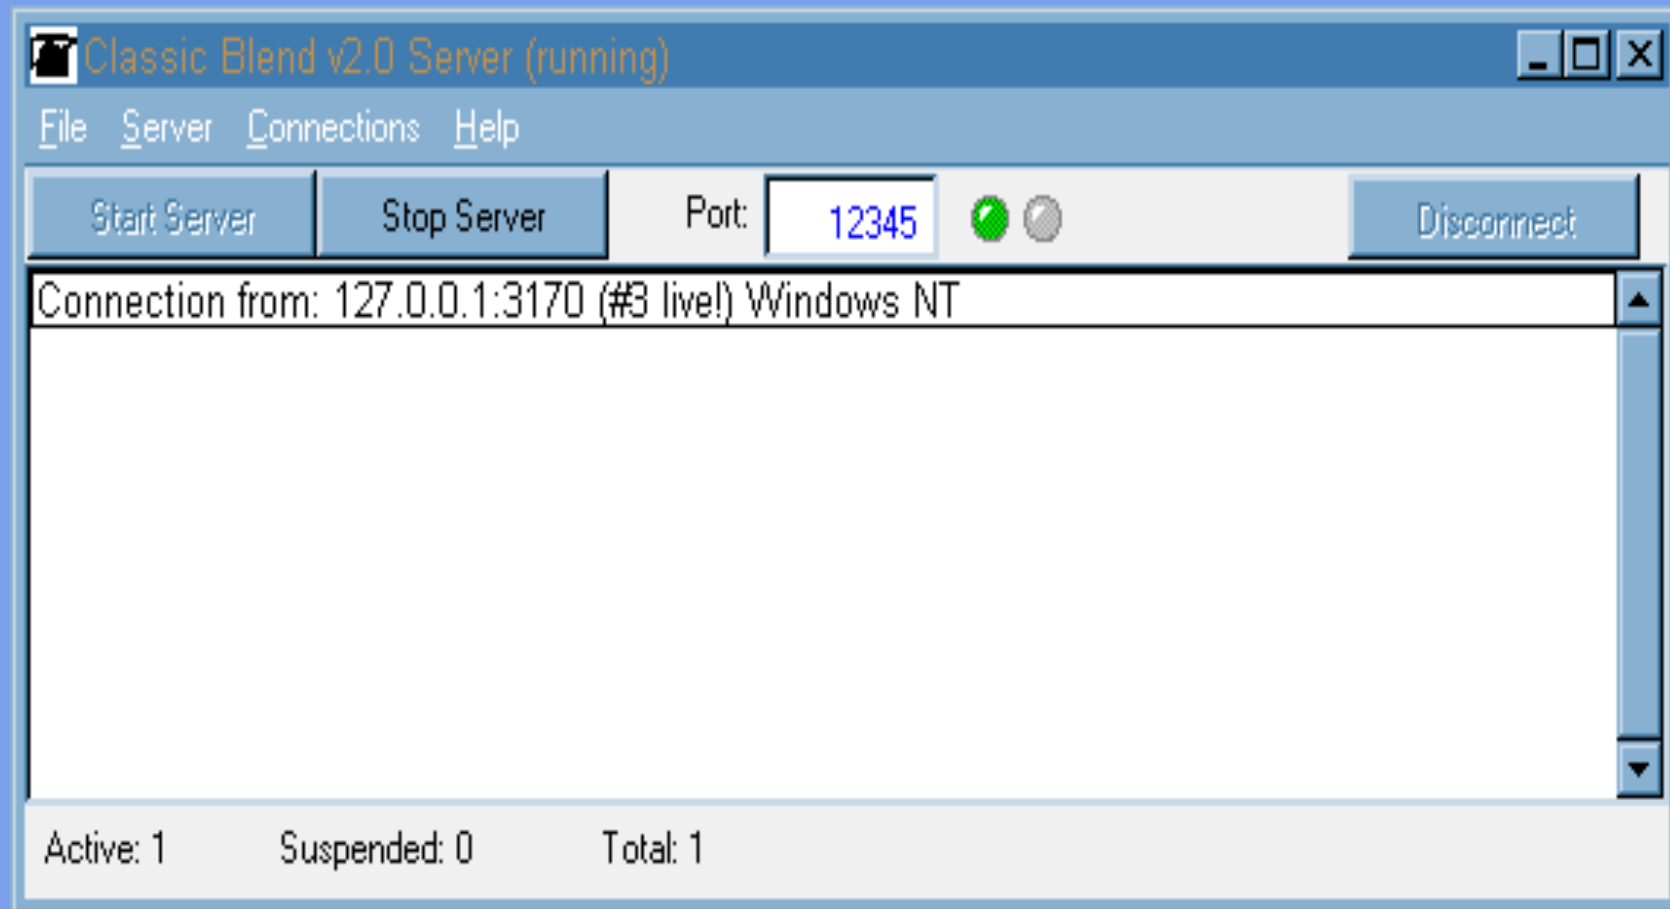 Classic Blend v2.0 Server (running)
File Server Connections Help
Start Server Stop Server Port: 12345 Disconnect
Connection from: 127.0.0.1:3170 (#3 live!) Windows NT
Active: 1 Suspended: 0 Total: 1